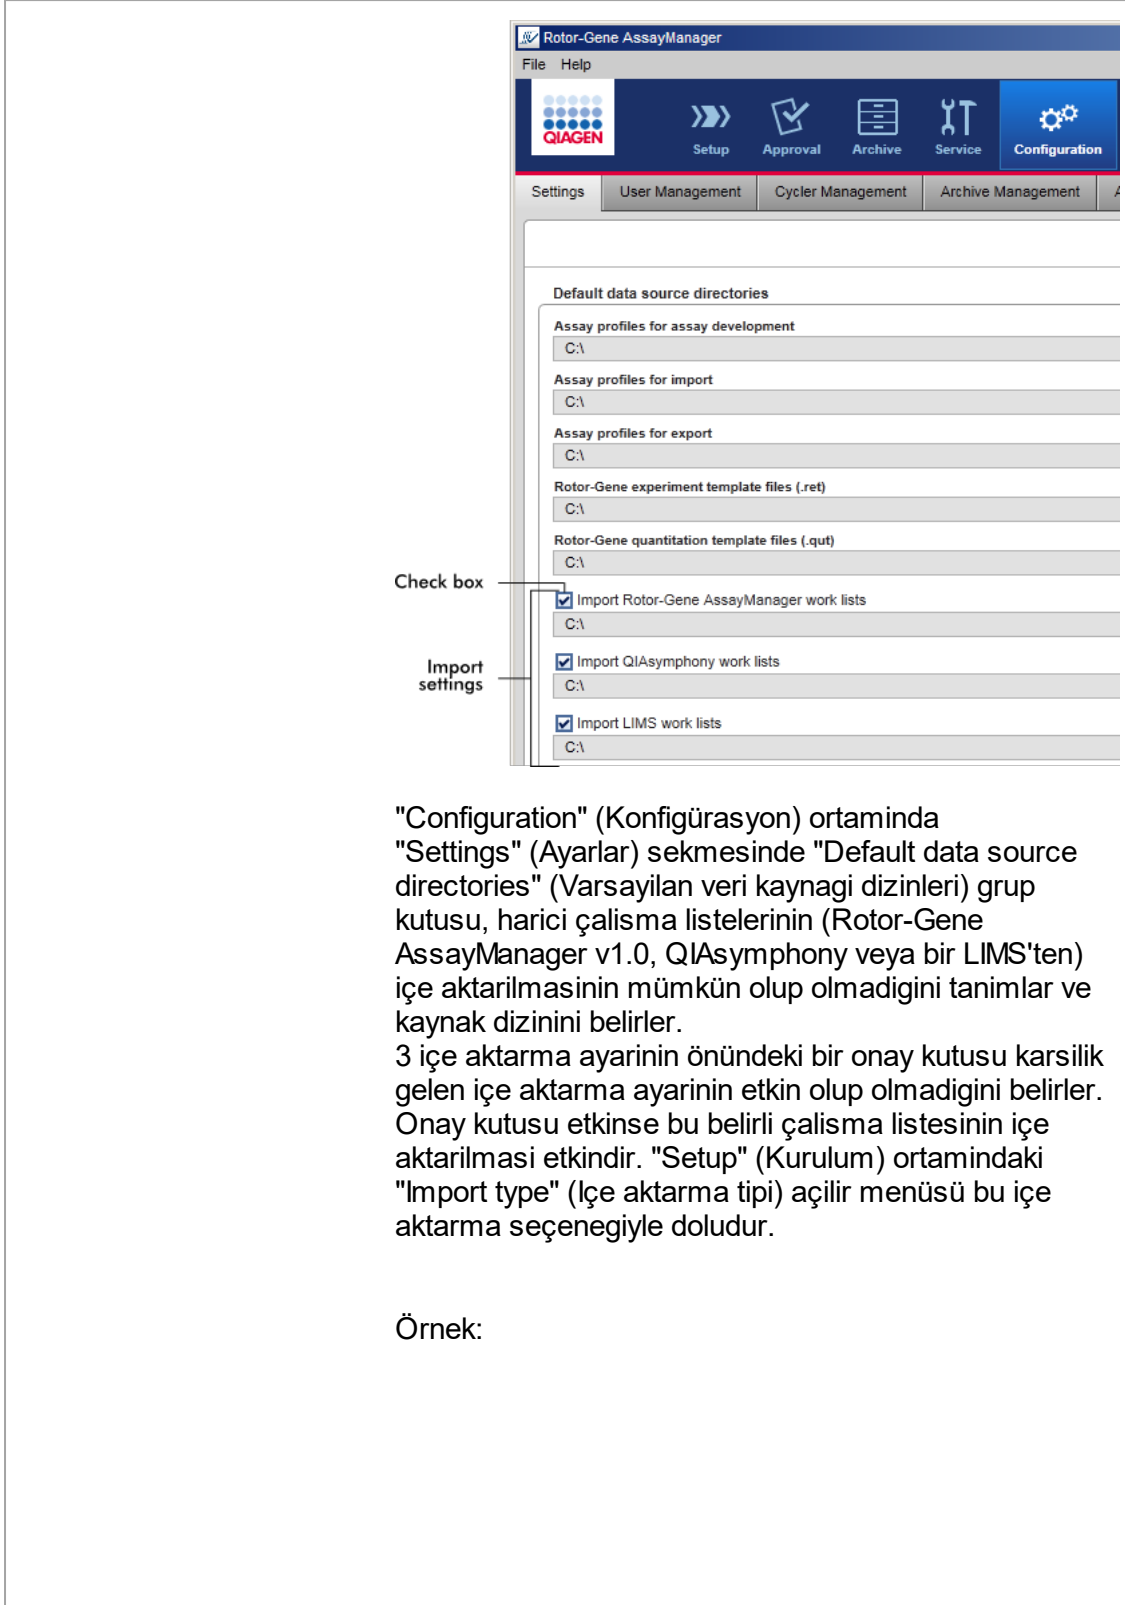 Rotor-Gene AssayManager
File Help
QIAGEN
Setup Approval Archive Service Configuration
Settings User Management Cycler Management Archive Management A
Default data source directories
Assay profiles for assay development
C:\
Assay profiles for import
C:\
Assay profiles for export
C:\
Rotor-Gene experiment template files (.ret)
C:\
Rotor-Gene quantitation template files (.qut)
C:\
Check box
Import Rotor-Gene AssayManager work lists
C:\
Import QIAsymphony work lists
Import settings
C:\
Import LIMS work lists
C:\
"Configuration" (Konfigürasyon) ortaminda
"Settings" (Ayarlar) sekmesinde "Default data source
directories" (Varsayilan veri kaynagi dizinleri) grup
kutusu, harici çalisma listelerinin (Rotor-Gene
AssayManager v1.0, QIAsymphony veya bir LIMS'ten)
içe aktarilmasinin mümkün olup olmadigini tanimlar ve
kaynak dizinini belirler.
3 içe aktarma ayarinin önündeki bir onay kutusu karsilik
gelen içe aktarma ayarinin etkin olup olmadigini belirler.
Onay kutusu etkinse bu belirli çalisma listesinin içe
aktarilmasi etkindir. "Setup" (Kurulum) ortamindaki
"Import type" (Içe aktarma tipi) açilir menüsü bu içe
aktarma seçenegiyle doludur.
Örnek: